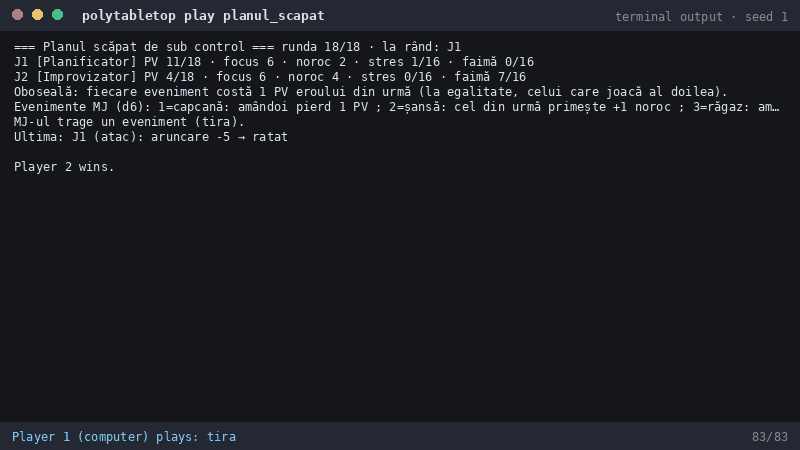 polytabletop play planul_scapat
terminal output · seed 1
=== Planul scăpat de sub control === runda 18/18 · la rând: J1
J1 [Planificator] PV 11/18 · focus 6 · noroc 2 · stres 1/16 · faimă 0/16
J2 [Improvizator] PV 4/18 · focus 6 · noroc 4 · stres 0/16 · faimă 7/16
Oboseală: fiecare eveniment costă 1 PV eroului din urmă (la egalitate, celui care joacă al doilea).
Evenimente MJ (d6): 1=capcană: amândoi pierd 1 PV ; 2=șansă: cel din urmă primește +1 noroc ; 3=răgaz: am…
MJ-ul trage un eveniment (tira).
Ultima: J1 (atac): aruncare -5 → ratat
Player 2 wins.
Player 1 (computer) plays: tira
83/83